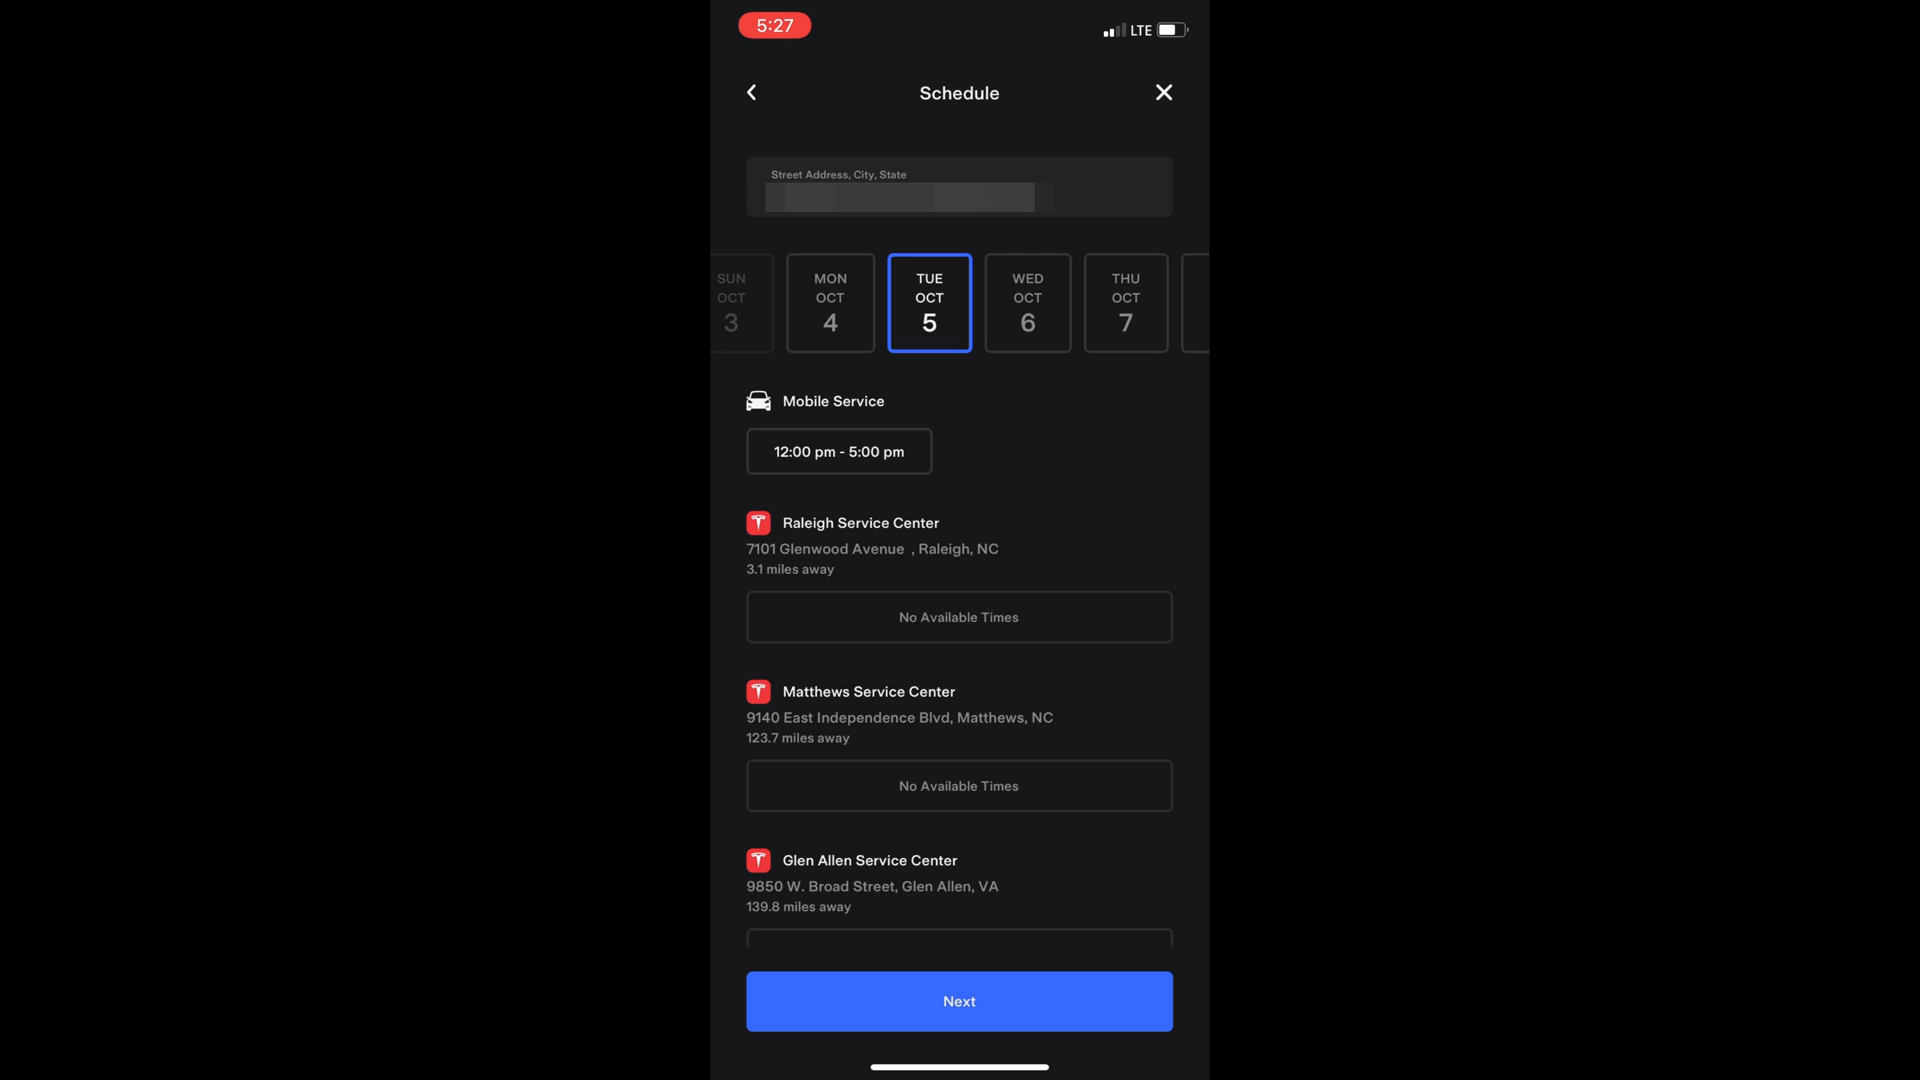 5:27
LTE
Schedule
Street Address, City, State
SUN
OCT
3
MON
OCT
4
TUE
OCT
5
WED
OCT
6
THU
OCT
7
Mobile Service
12:00 pm - 5:00 pm
Raleigh Service Center
7101 Glenwood Avenue , Raleigh, NC
3.1 miles away
No Available Times
Matthews Service Center
9140 East Independence Blvd, Matthews, NC
123.7 miles away
No Available Times
Glen Allen Service Center
9850 W. Broad Street, Glen Allen, VA
139.8 miles away
Next